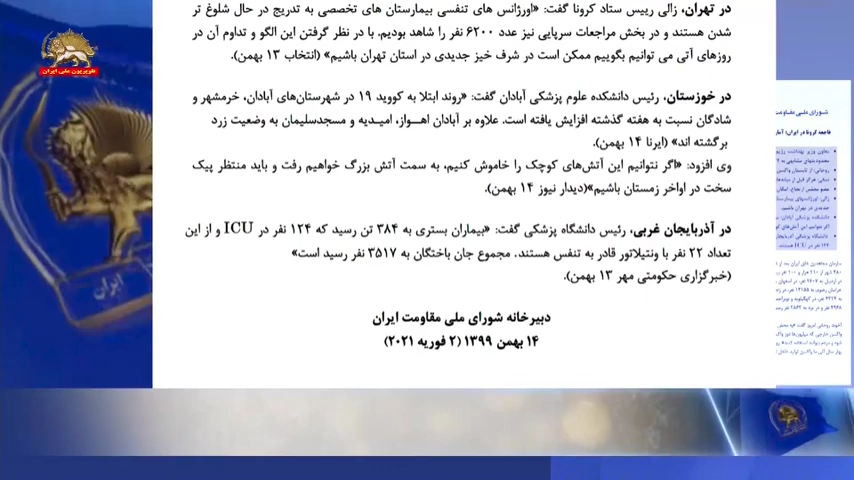 در تهران، زالی رییس ستاد کرونا گفت: «اورژانس های تنفسی بیمارستان های تخصصی به تدریج در حال شلوغ تر
شدن هستند و در بخش مراجعات سرپایی نیز عدد ۶۲۰۰ نفر را شاهد بودیم. با در نظر گرفتن این الگو و تداوم آن در
روزهای آتی می توانیم بگوییم ممکن است در شرف خیز جدیدی در استان تهران باشیم» (انتخاب ۱۳ بهمن).
در خوزستان، رئیس دانشکده علوم پزشکی آبادان گفت: «روند ابتلا به کووید ۱۹ در شهرستان‌های آبادان، خرمشهر و
شادگان نسبت به هفته گذشته افزایش یافته است. علاوه بر آبادان اهـواز، امیدیه و مسجدسلیمان به وضعیت زرد
برگشته اند» (ایرنا ۱۴ بهمن).
وی افزود: «اگر نتوانیم این آتش‌های کوچک را خاموش کنیم، به سمت آتش بزرگ خواهیم رفت و باید منتظر پیک
سخت در اواخر زمستان باشیم»(دیدار نیوز ۱۴ بهمن).
در آذربایجان غربی، رئیس دانشگاه پزشکی گفت: «بیماران بستری به ۳۸۴ تن رسید که ۱۲۴ نفر در ICU و از این
تعداد ۲۲ نفر با ونتیلاتور قادر به تنفس هستند. مجموع جان باختگان به ۳۵۱۷ نفر رسید است»
(خبرگزاری حکومتی مهر ۱۳ بهمن).
دبیرخانه شورای ملی مقاومت ایران
۱۴ بهمن ۱۳۹۹ (۲ فوریه ۲۰۲۱)
تلویزیون ملی ایران
ایران